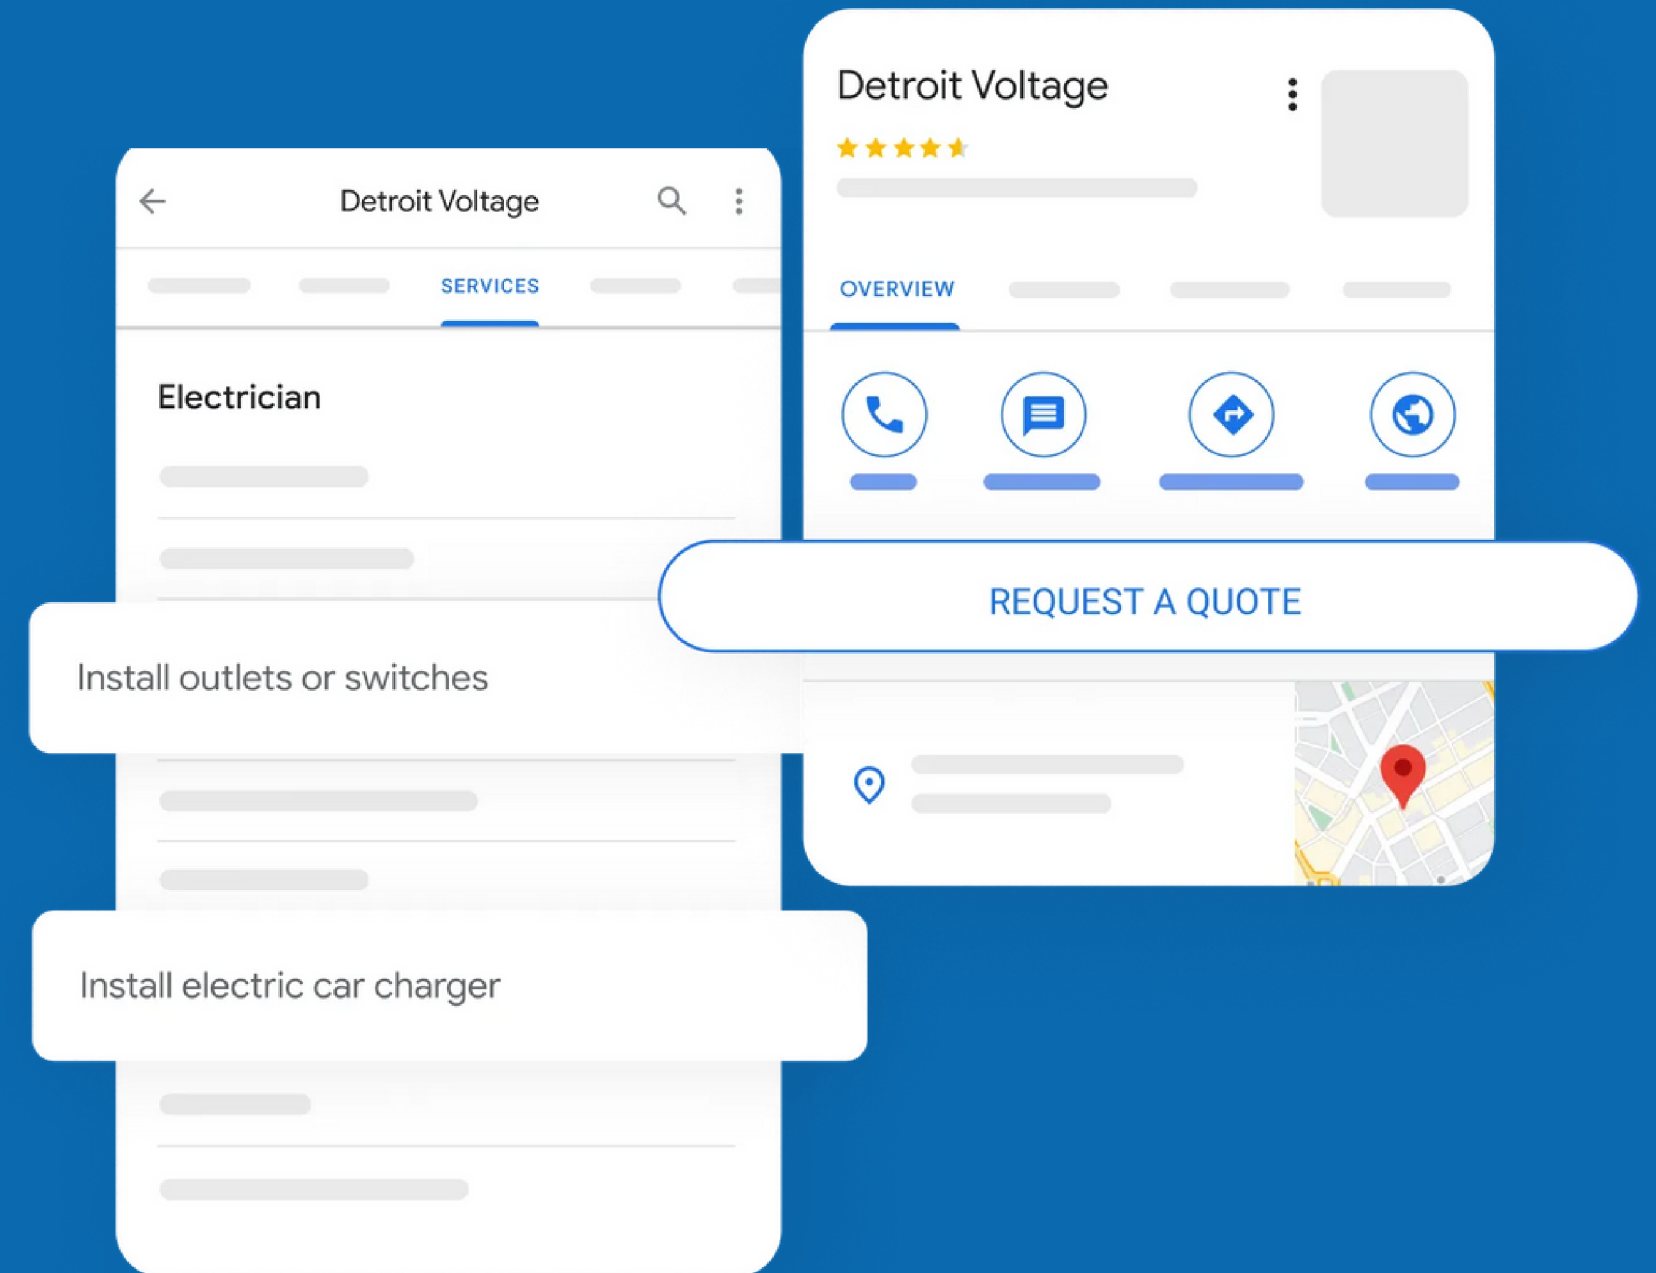 Detroit Voltage
SERVICES
Electrician
Install outlets or switches
Install electric car charger
Detroit Voltage
OVERVIEW
REQUEST A QUOTE